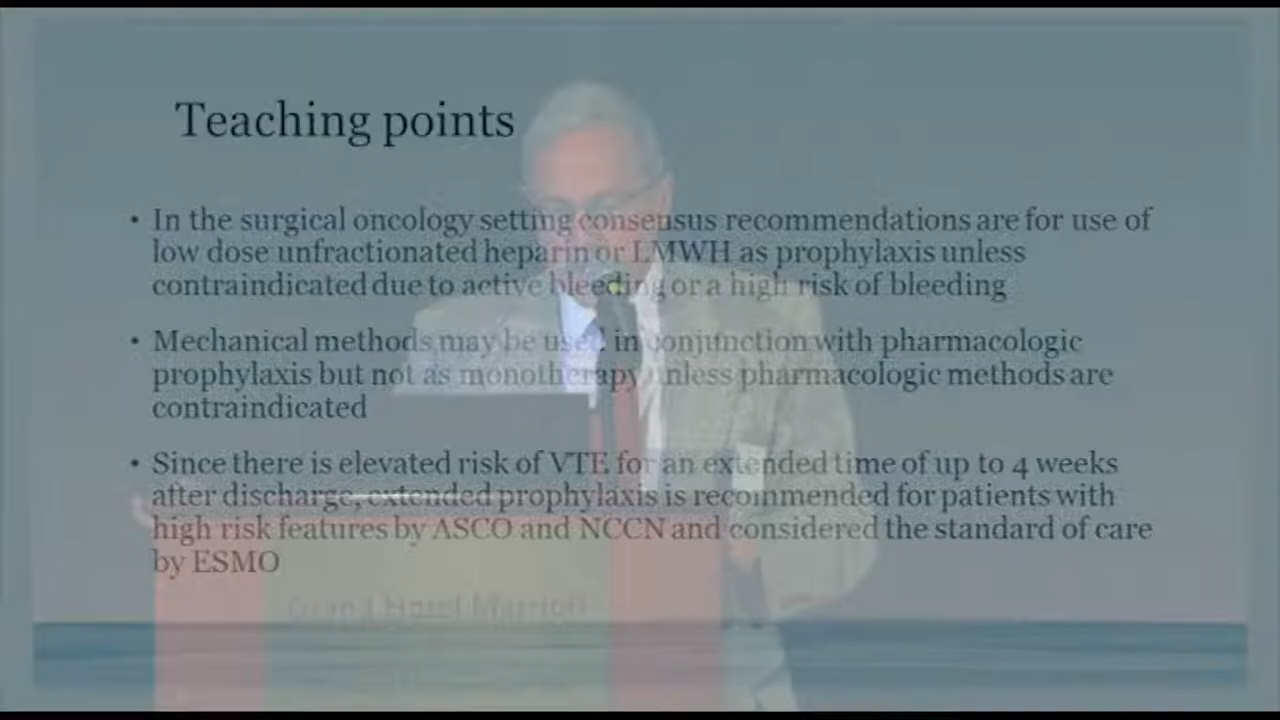 Teaching points
• In the surgical oncology setting consensus recommendations are for use of
low dose unfractionated heparin or LMWH as prophylaxis unless
contraindicated due to active bleeding or a high risk of bleeding
• Mechanical methods may be used in conjunction with pharmacologic
prophylaxis but not as monotherapy unless pharmacologic methods are
contraindicated
• Since there is elevated risk of VTE for an extended time of up to 4 weeks
after discharge, extended prophylaxis is recommended for patients with
high risk features by ASCO and NCCN and considered the standard of care
by ESMO
Grand Hotel Marriott